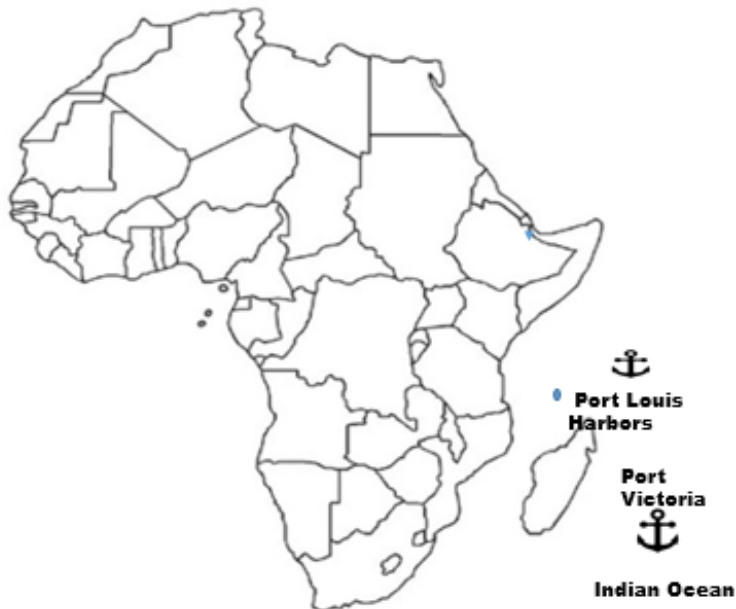 Port Louis
Harbors
Port
Victoria
Indian Ocean